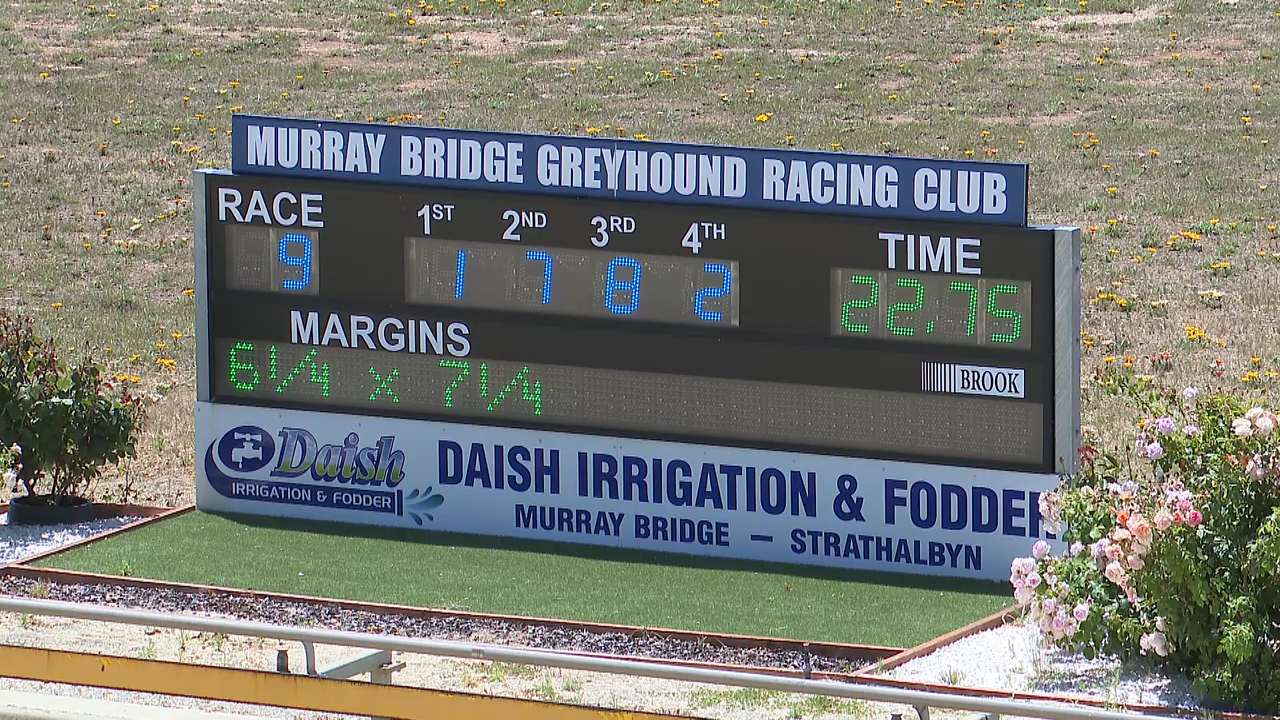 MURRAY BRIDGE GREYHOUND RACING CLUB
RACE 1ST 2ND 3RD 4TH TIME
9 1 7 8 2 22.75
MARGINS
6 1/4 x 7 1/4
BROOK
Daish
IRRIGATION & FODDER
DAISH IRRIGATION & FODDER
MURRAY BRIDGE – STRATHALBYN